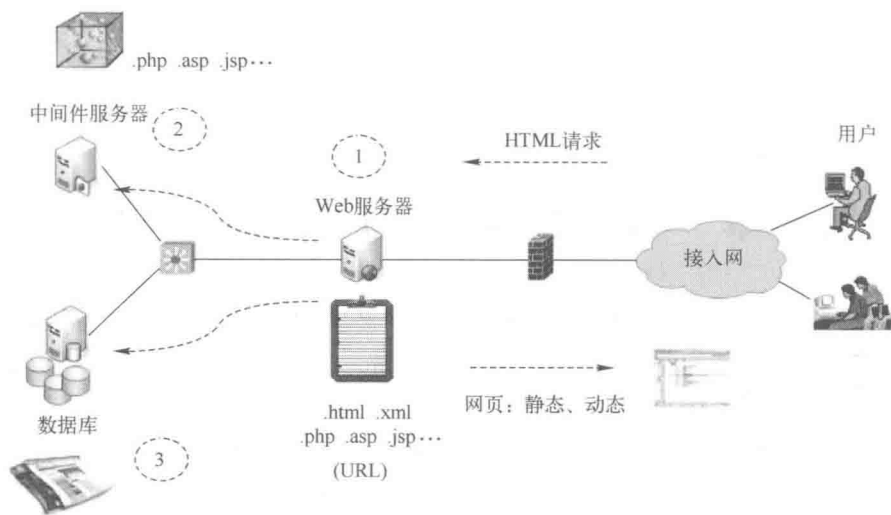 .php .asp .jsp…
中间件服务器
2
1
HTML请求
用户
Web服务器
接入网
数据库
.html .xml
.php .asp .jsp…
(URL)
网页：静态、动态
3